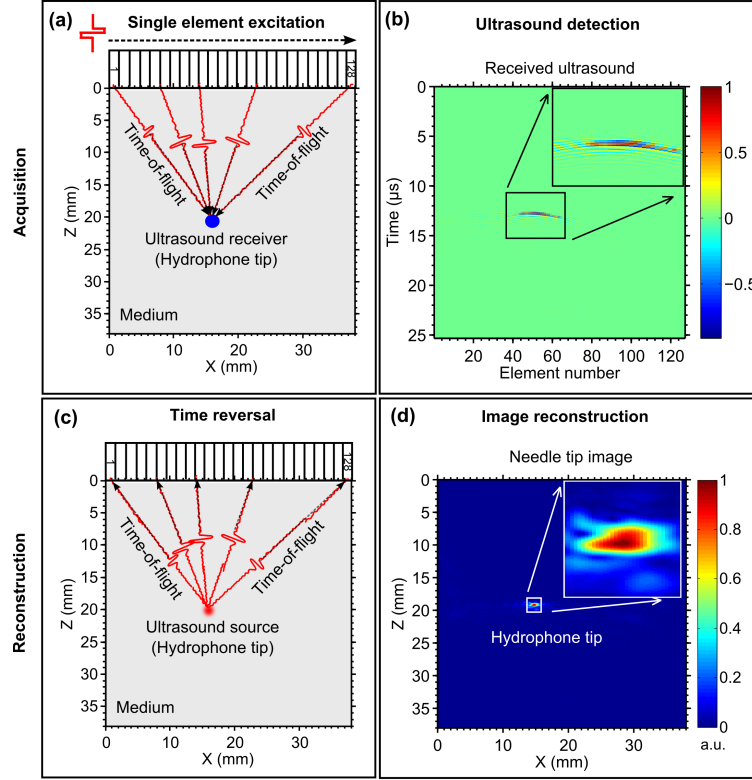 (a)
Single element excitation
1
128
Time-of-flight
Time-of-flight
Ultrasound receiver
(Hydrophone tip)
Medium
0
5
10
15
20
25
30
35
Z (mm)
0
10
20
30
X (mm)
Acquisition
(b)
Ultrasound detection
Received ultrasound
0
5
10
15
20
25
Time (µs)
20
40
60
80
100
120
Element number
1
0.5
0
−0.5
(c)
Time reversal
1
128
Time-of-flight
Time-of-flight
Ultrasound source
(Hydrophone tip)
Medium
0
5
10
15
20
25
30
35
Z (mm)
0
10
20
30
X (mm)
Reconstruction
(d)
Image reconstruction
Needle tip image
Hydrophone tip
0
5
10
15
20
25
30
35
Z (mm)
0
10
20
30
X (mm)
1
0.8
0.6
0.4
0.2
0
a.u.